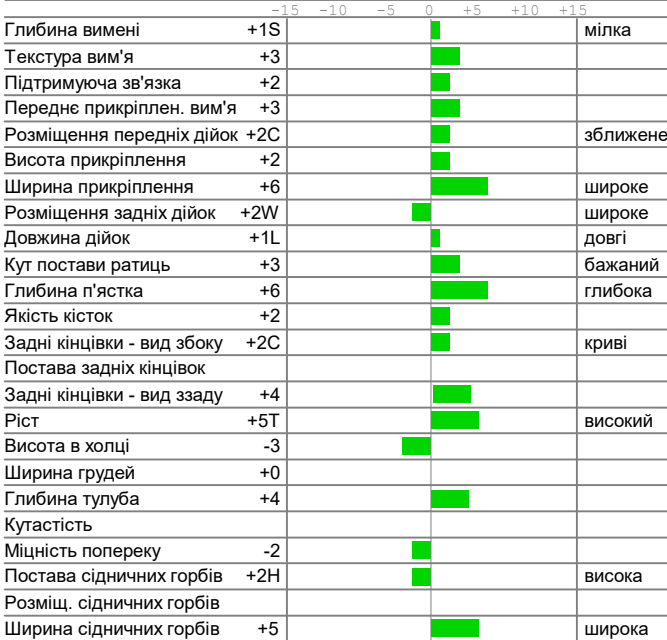 -15 -10 -5 0 +5 +10 +15
Глибина вимені +1S мілка
Текстура вим'я +3
Підтримуюча зв'язка +2
Переднє прикріплен. вим'я +3
Розміщення передніх дійок +2C зближене
Висота прикріплення +2
Ширина прикріплення +6 широке
Розміщення задніх дійок +2W широке
Довжина дійок +1L довгі
Кут постави ратиць +3 бажаний
Глибина п'ястка +6 глибока
Якість кісток +2
Задні кінцівки - вид збоку +2C криві
Постава задніх кінцівок
Задні кінцівки - вид ззаду +4
Ріст +5T високий
Висота в холці -3
Ширина грудей +0
Глибина тулуба +4
Кутастість
Міцність попереку -2
Постава сідничних горбів +2H висока
Розміщ. сідничних горбів
Ширина сідничних горбів +5 широка